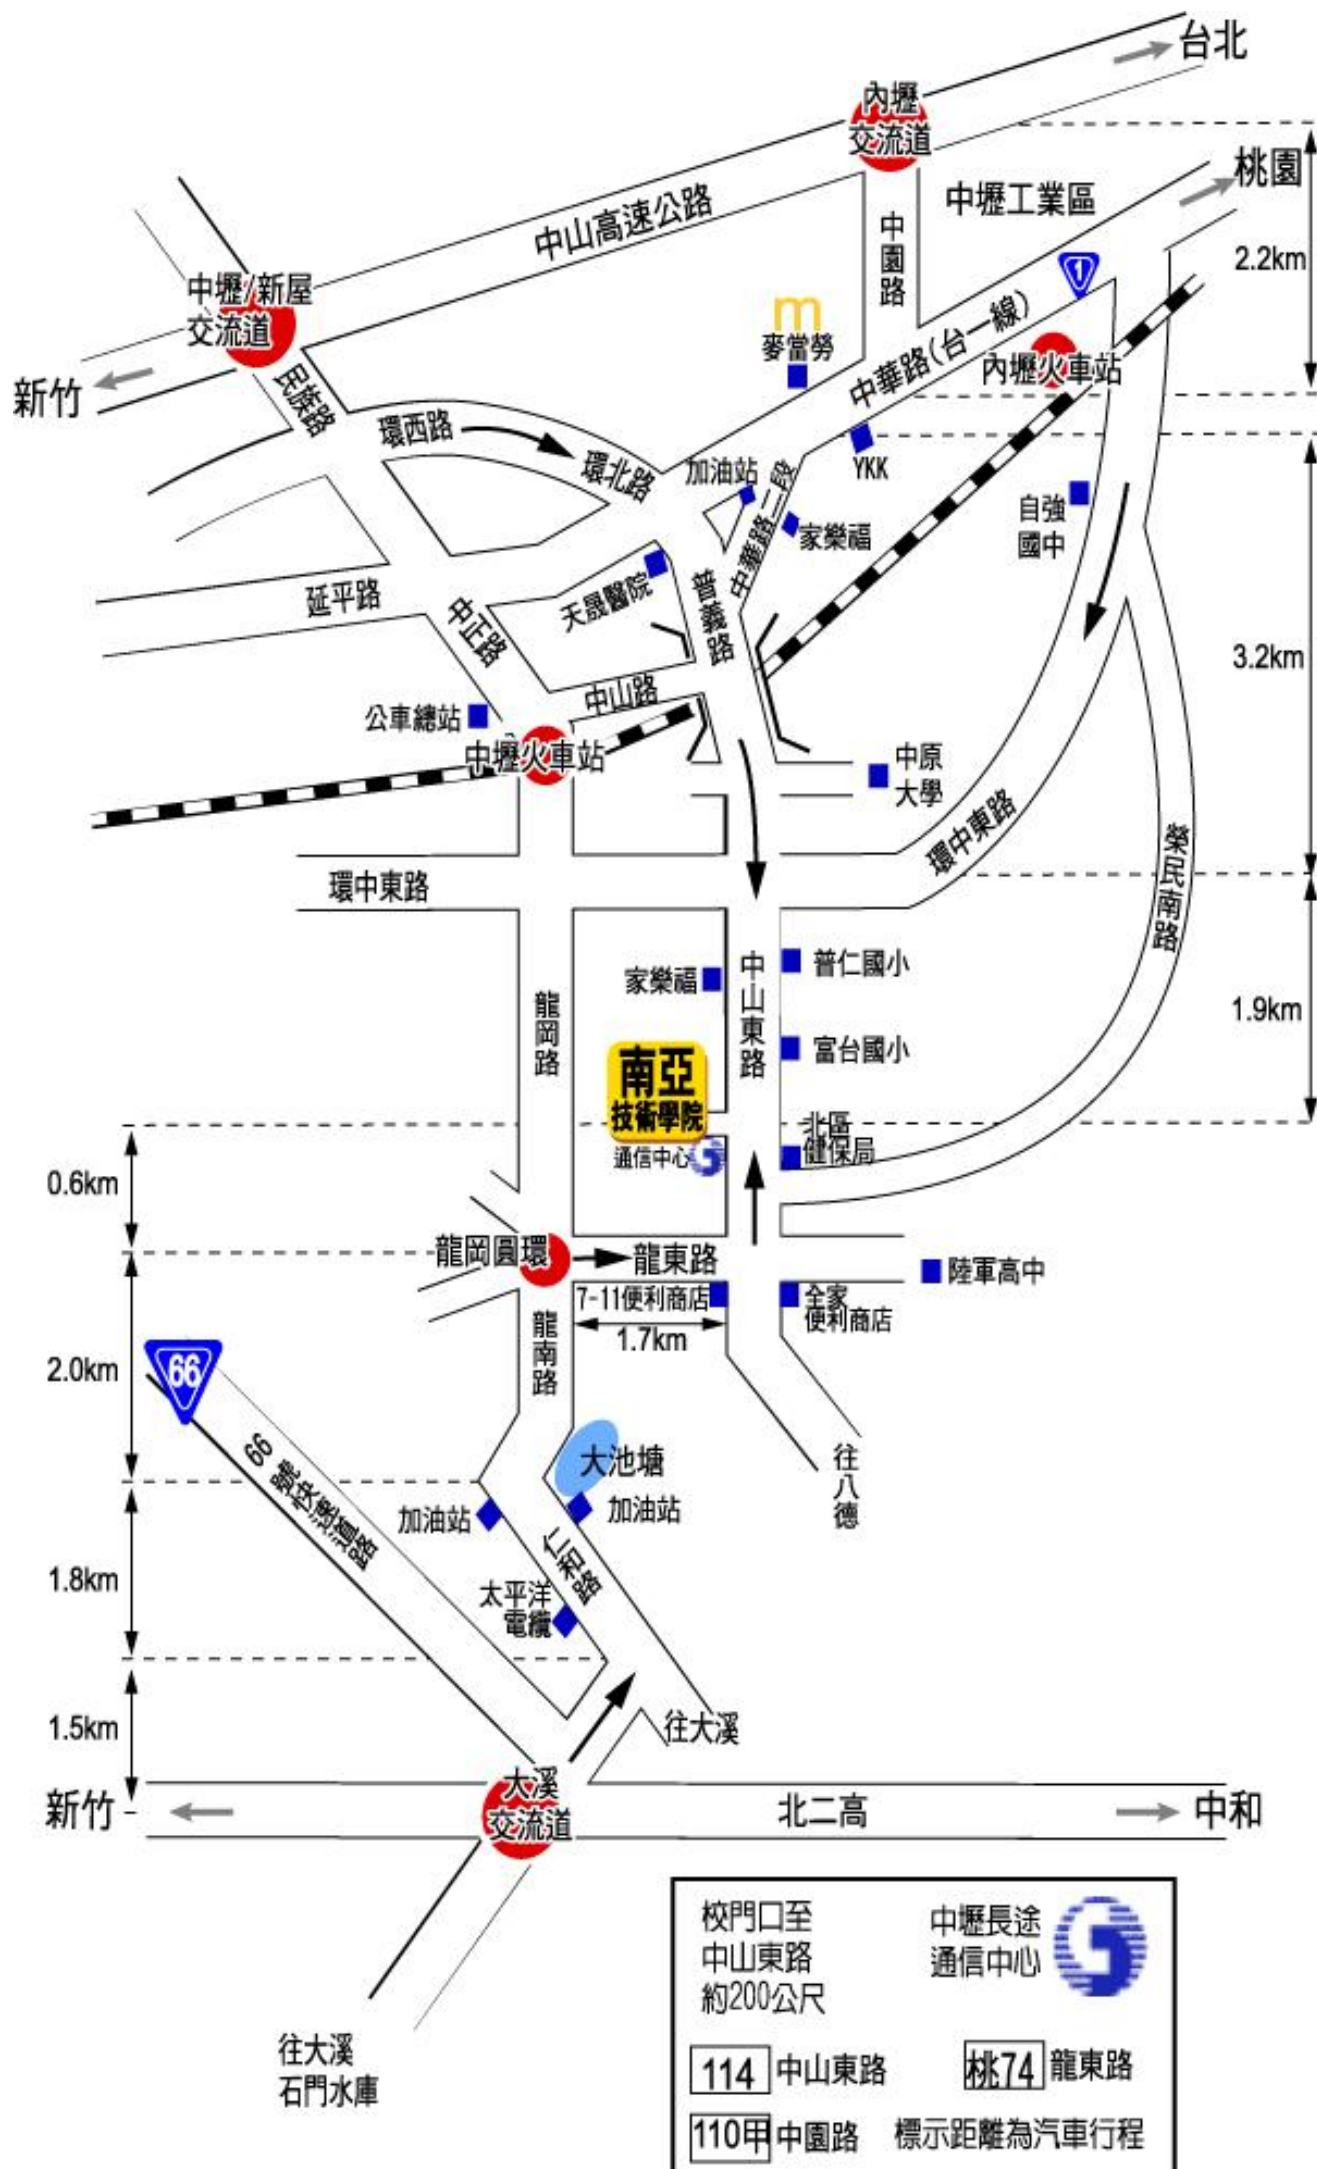 台北
內壢
交流道
桃園
中壢工業區
中山高速公路
中園路
2.2km
1
中壢/新屋
交流道
m
麥當勞
中華路(台一線)
內壢火車站
新竹
民族路
環西路
環北路
加油站
YKK
中華路二段
家樂福
自強
國中
延平路
天晟醫院
普義路
中正路
3.2km
中山路
公車總站
中壢火車站
中原
大學
環中東路
環中東路
榮民南路
家樂福
中山東路
普仁國小
龍岡路
1.9km
富台國小
南亞
技術學院
北區
健保局
通信中心
0.6km
龍岡圓環
龍東路
陸軍高中
7-11便利商店
全家
便利商店
1.7km
龍南路
2.0km
66
66號快速道路
大池塘
往八德
加油站
加油站
仁和路
1.8km
太平洋
電纜
1.5km
往大溪
大溪
交流道
新竹
北二高
中和
校門口至
中山東路
約200公尺
中壢長途
通信中心
往大溪
石門水庫
114 中山東路
桃74 龍東路
110甲 中園路
標示距離為汽車行程